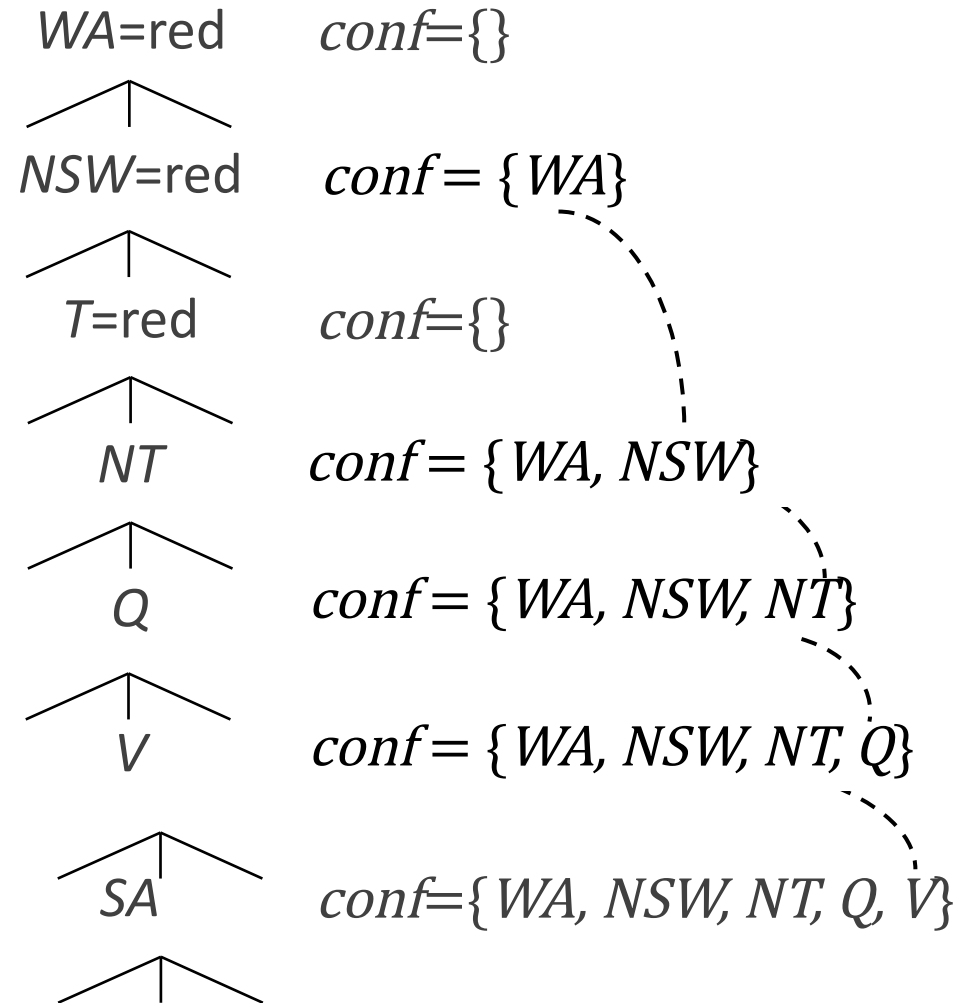 WA=red conf={}
NSW=red conf = {WA}
T=red conf={}
NT conf = {WA, NSW}
Q conf = {WA, NSW, NT}
V conf = {WA, NSW, NT, Q}
SA conf={WA, NSW, NT, Q, V}